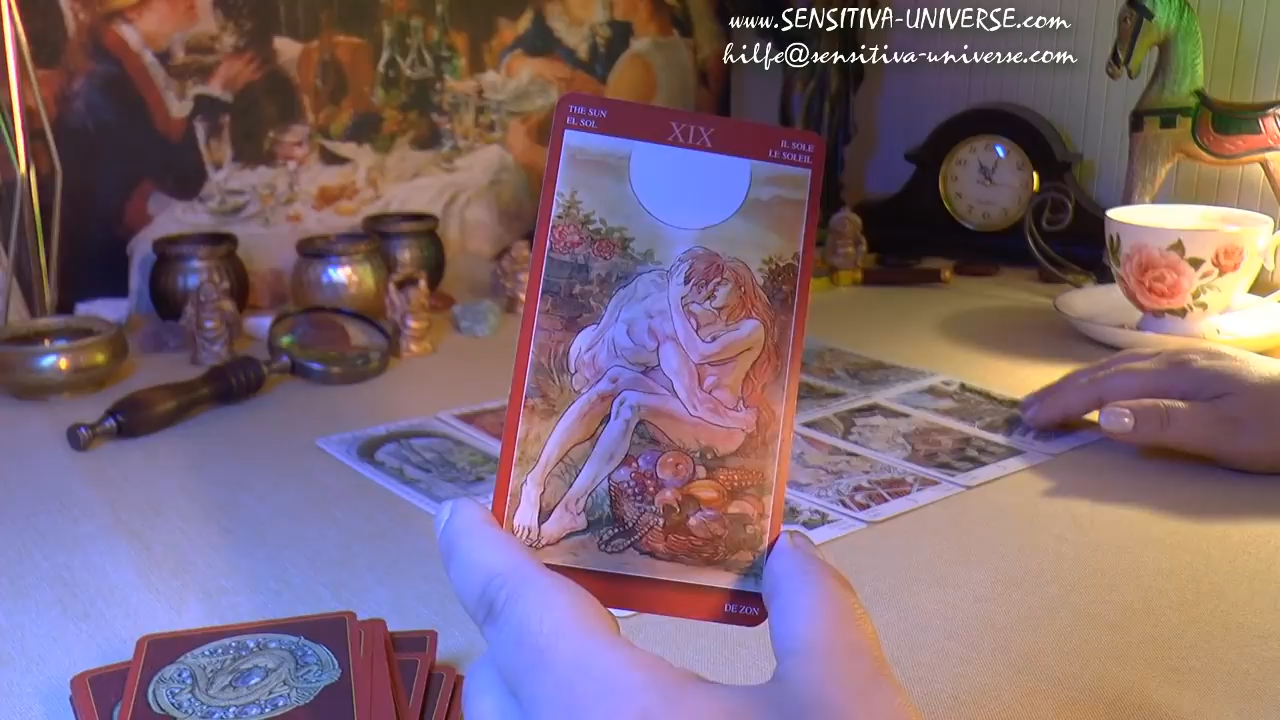 www.SENSITIVA-UNIVERSE.com
hilfe@sensitiva-universe.com
THE SUN
EL SOL
XIX
IL SOLE
LE SOLEIL
DE ZON